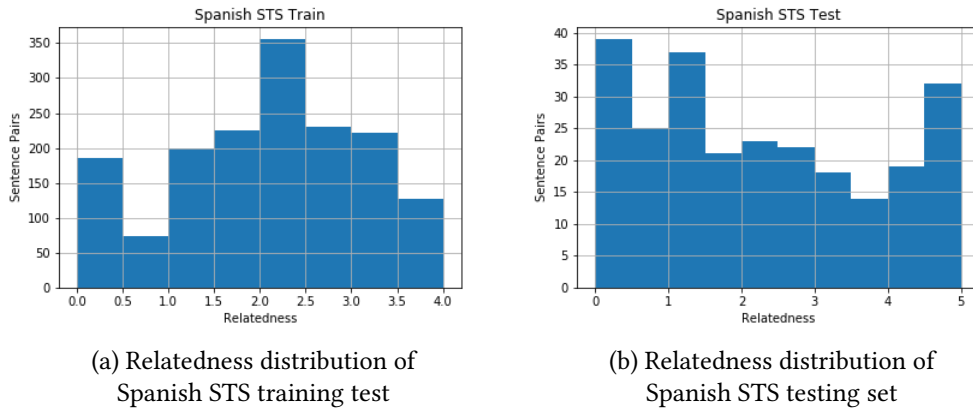 Spanish STS Train
350
300
250
200
150
100
50
0
Sentence Pairs
0.0 0.5 1.0 1.5 2.0 2.5 3.0 3.5 4.0
Relatedness
(a) Relatedness distribution of
Spanish STS training test
Spanish STS Test
40
35
30
25
20
15
10
5
0
Sentence Pairs
0 1 2 3 4 5
Relatedness
(b) Relatedness distribution of
Spanish STS testing set